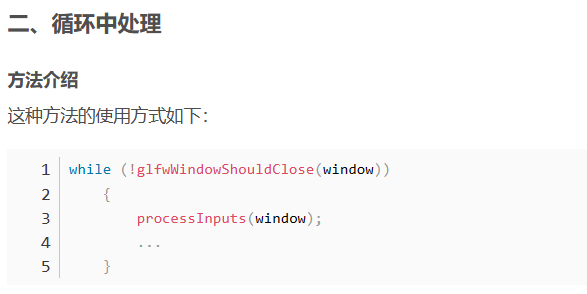 二、循环中处理
方法介绍
这种方法的使用方式如下：
1 while (!glfwWindowShouldClose(window))
2     {
3         processInputs(window);
4         ...
5     }